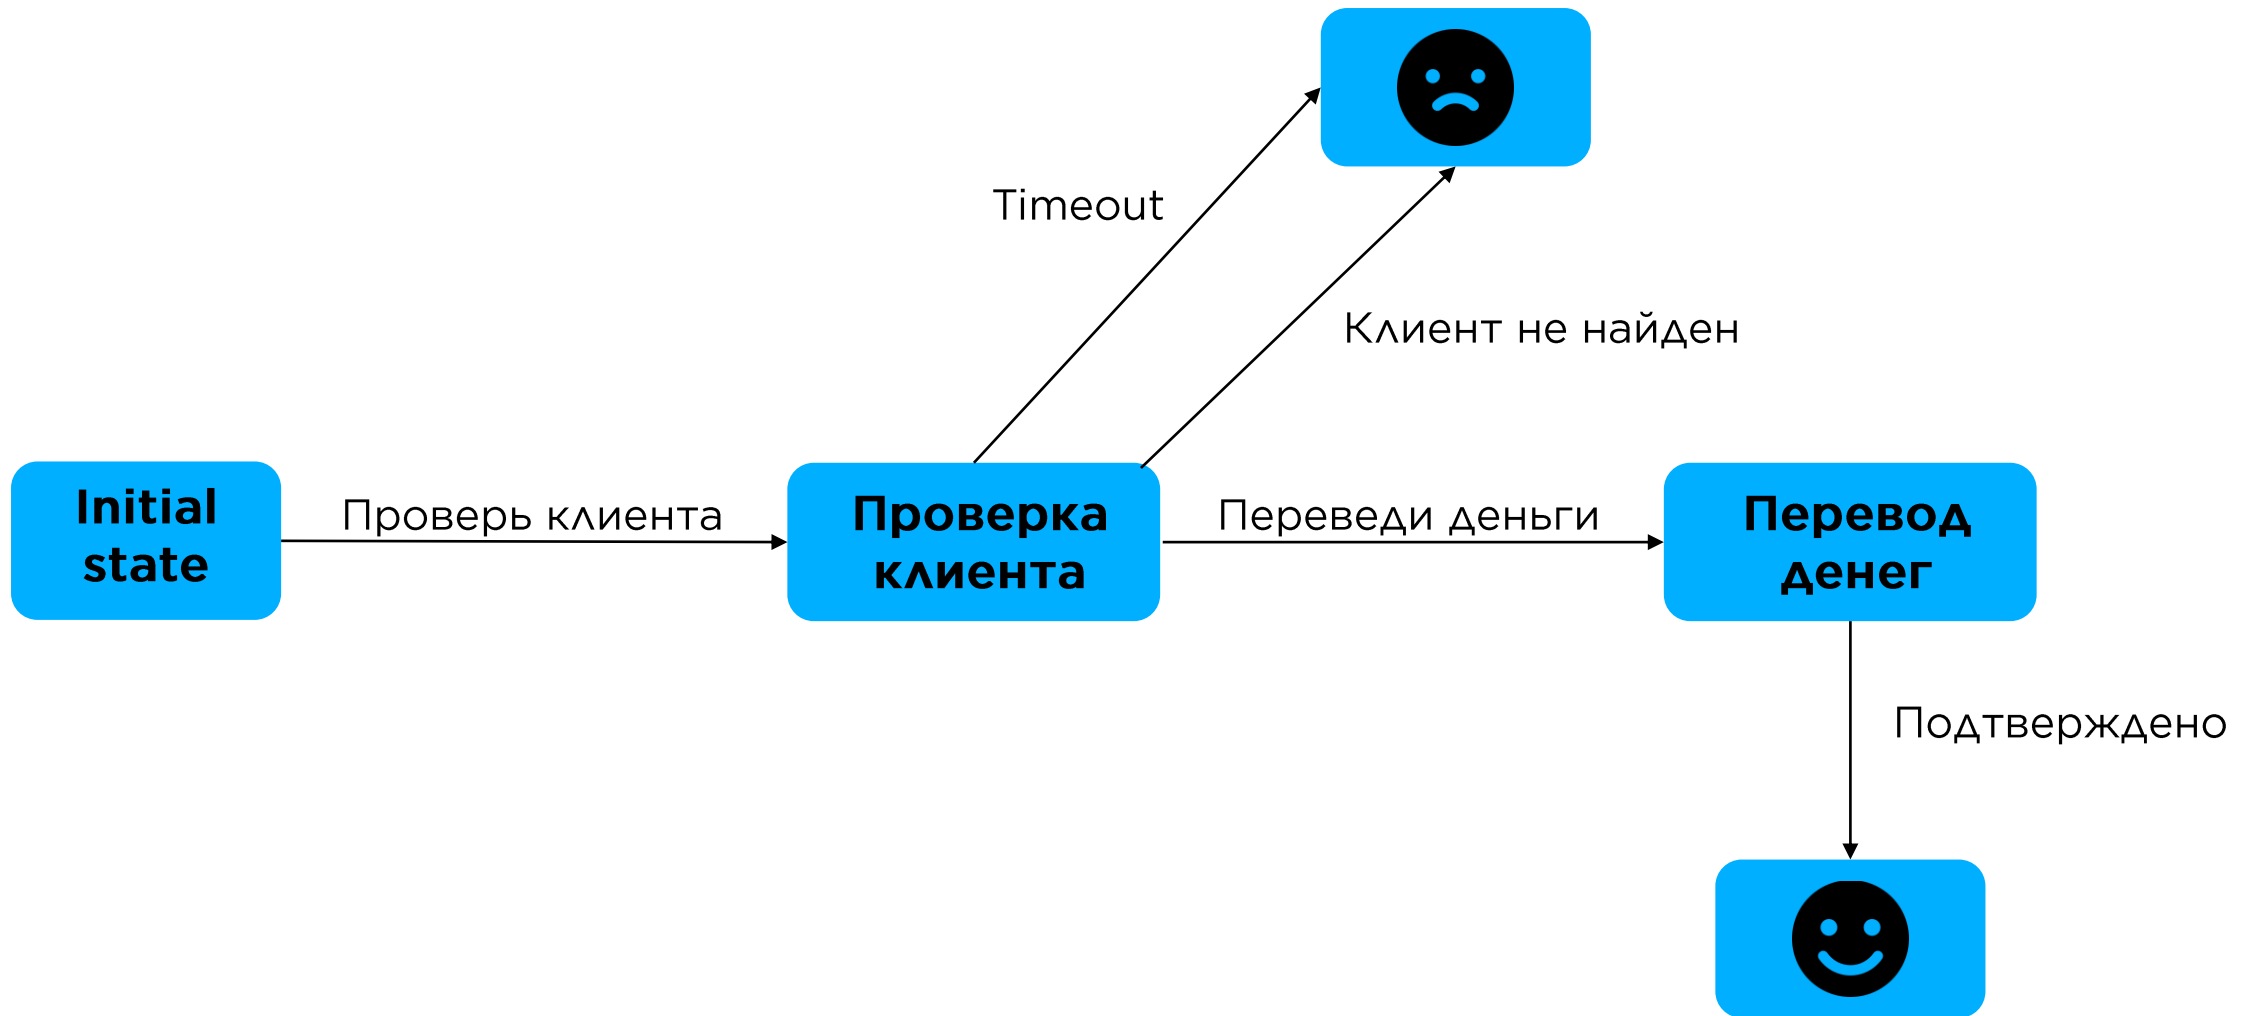 Timeout
Клиент не найден
Initial
state
Проверь клиента
Проверка
клиента
Переведи деньги
Перевод
денег
Подтверждено